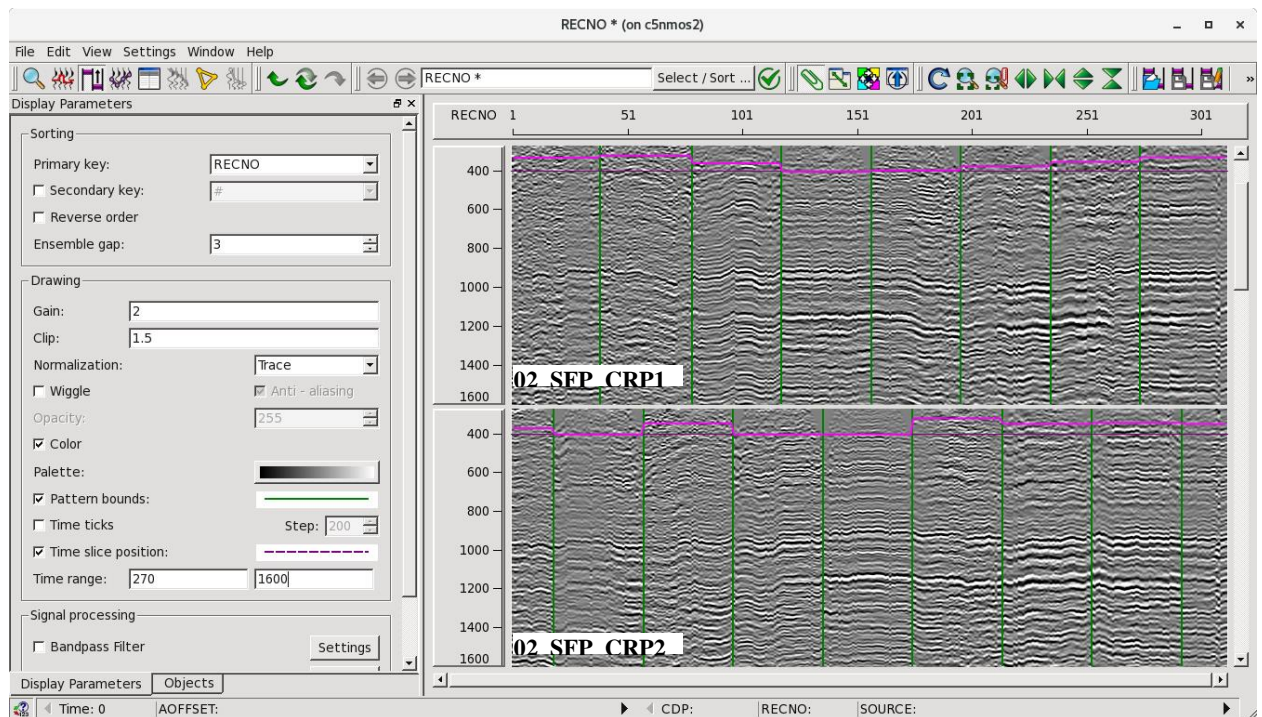 RECNO * (on c5nmos2)
File Edit View Settings Window Help
RECNO * Select / Sort ... »
Display Parameters
RECNO 1 51 101 151 201 251 301
Sorting
Primary key: RECNO
Secondary key: #
Reverse order
Ensemble gap: 3
Drawing
Gain: 2
Clip: 1.5
Normalization: Trace
Wiggle Anti - aliasing
Opacity: 255
Color
Palette:
Pattern bounds:
Time ticks Step: 200
Time slice position:
Time range: 270 1600
Signal processing
Bandpass Filter Settings
Display Parameters Objects
400
600
800
1000
1200
1400
1600
02_SFP_CRP1
400
600
800
1000
1200
1400
1600
02_SFP_CRP2
Time: 0 AOFFSET: CDP: RECNO: SOURCE: